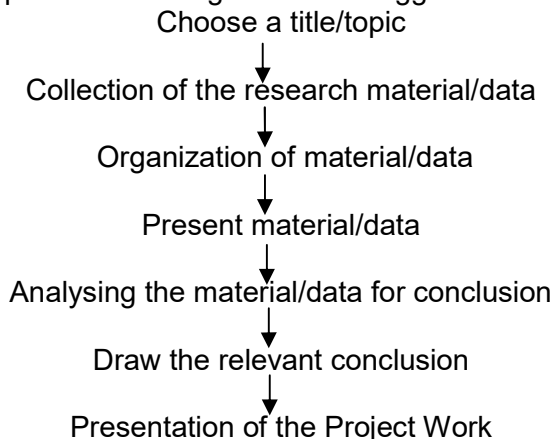 Choose a title/topic
Collection of the research material/data
Organization of material/data
Present material/data
Analysing the material/data for conclusion
Draw the relevant conclusion
Presentation of the Project Work